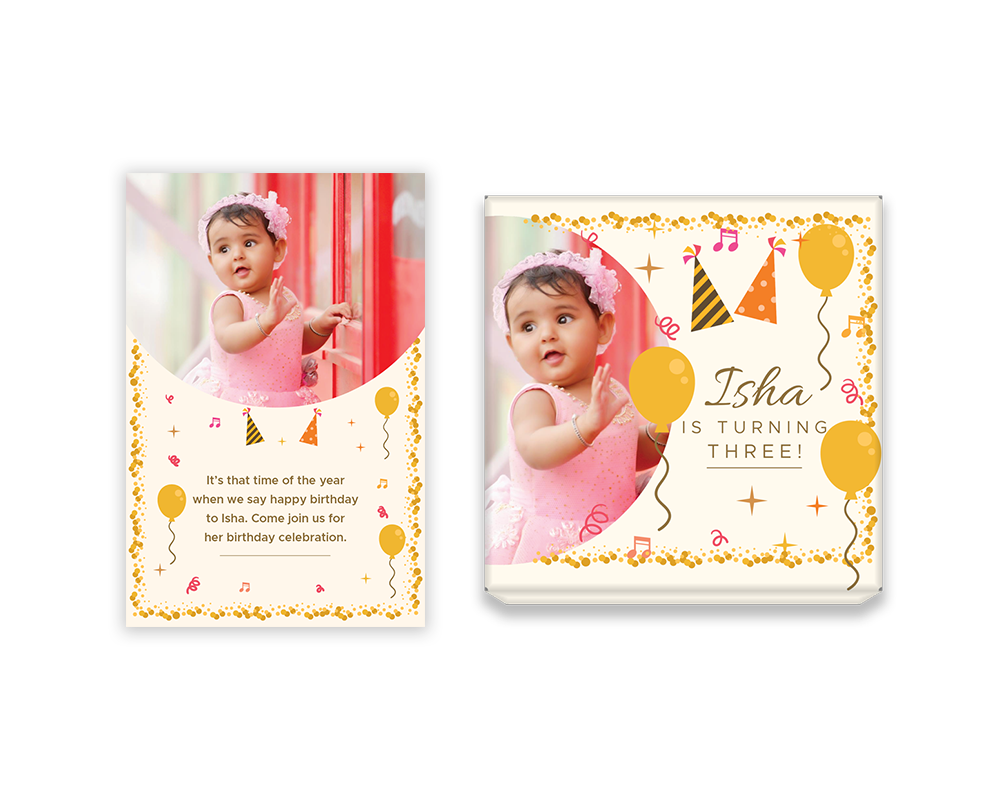 It's that time of the year
when we say happy birthday
to Isha. Come join us for
her birthday celebration.
Isha
IS TURNING
THREE!